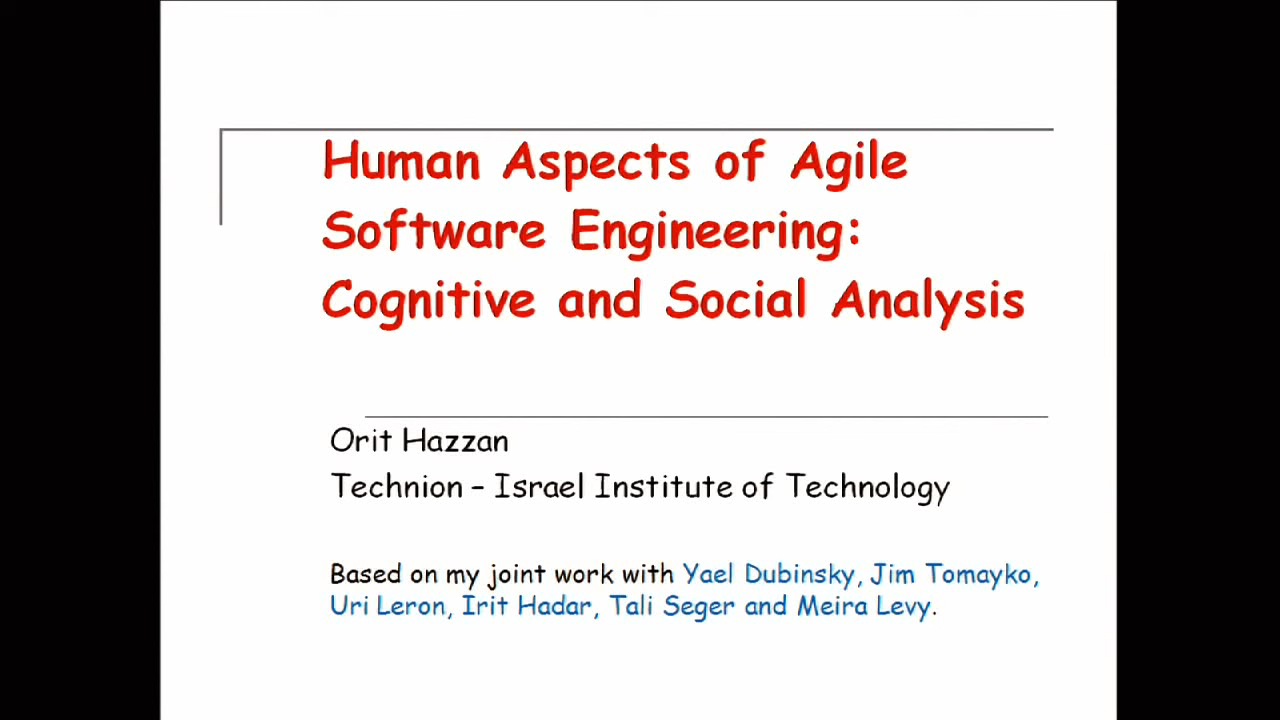 Human Aspects of Agile
Software Engineering:
Cognitive and Social Analysis
Orit Hazzan
Technion – Israel Institute of Technology
Based on my joint work with Yael Dubinsky, Jim Tomayko,
Uri Leron, Irit Hadar, Tali Seger and Meira Levy.